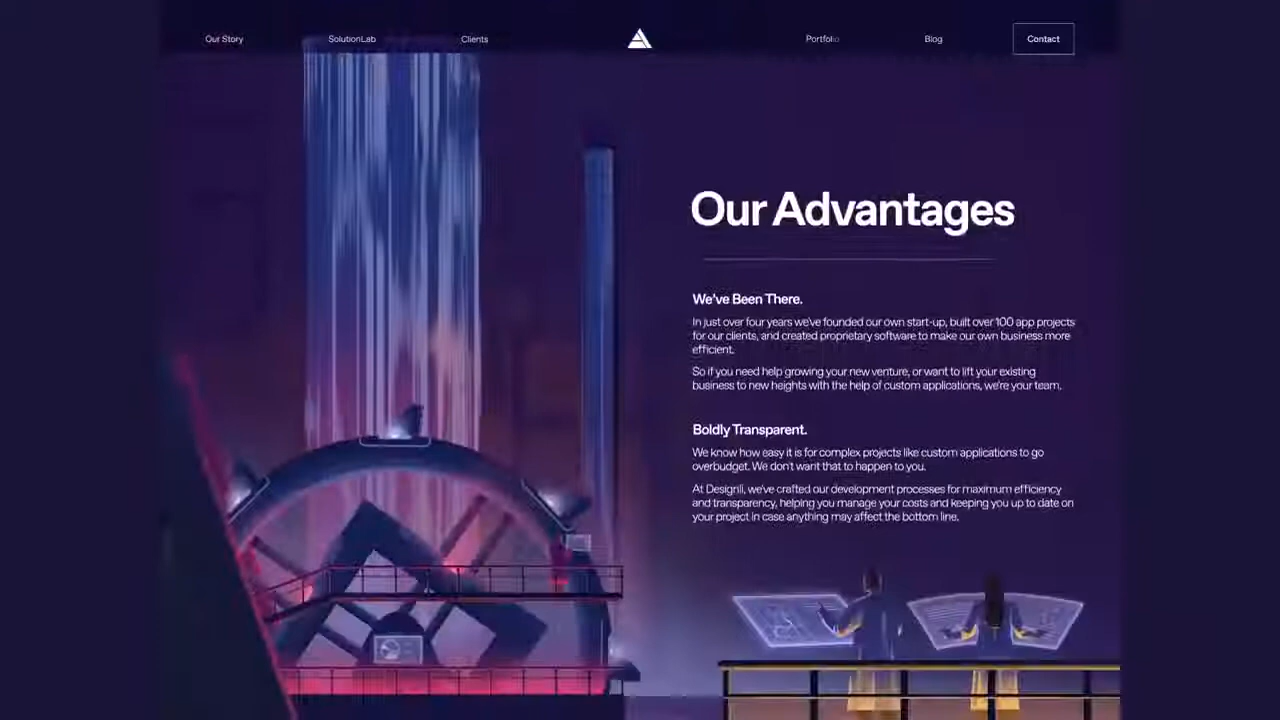 Our Story
SolutionLab
Clients
Portfolio
Blog
Contact
Our Advantages
We've Been There.
In just over four years we've founded our own start-up, built over 100 app projects
for our clients, and created proprietary software to make our own business more
efficient.
So if you need help growing your new venture, or want to lift your existing
business to new heights with the help of custom applications, we're your team.
Boldly Transparent.
We know how easy it is for complex projects like custom applications to go
overbudget. We don't want that to happen to you.
At Designli, we've crafted our development processes for maximum efficiency
and transparency, helping you manage your costs and keeping you up to date on
your project in case anything may affect the bottom line.